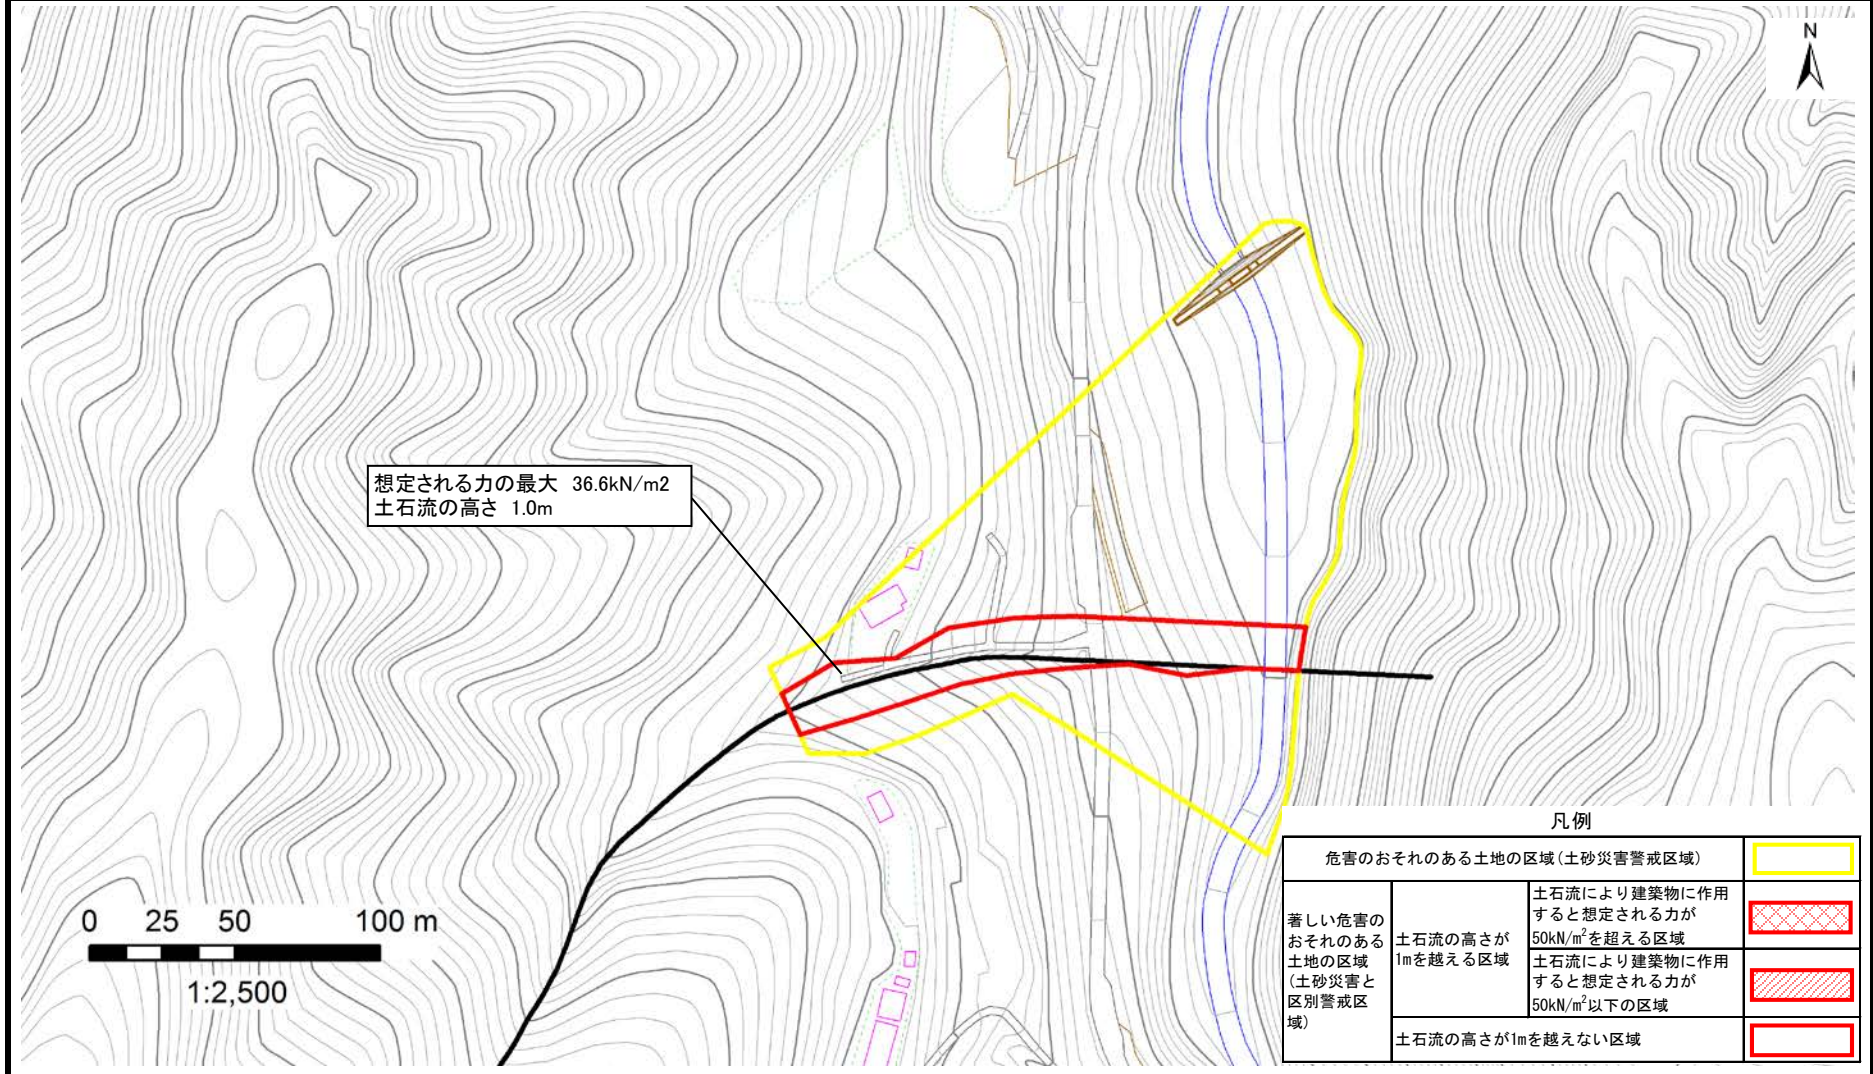 N
想定される力の最大 36.6kN/m2
土石流の高さ 1.0m
0 25 50 100 m
1:2,500
凡例
危害のおそれのある土地の区域(土砂災害警戒区域)
著しい危害の
おそれのある
土地の区域
(土砂災害と
区別警戒区
域)
土石流の高さが
1mを越える区域
土石流により建築物に作用
すると想定される力が
50kN/m²を超える区域
土石流により建築物に作用
すると想定される力が
50kN/m²以下の区域
土石流の高さが1mを越えない区域